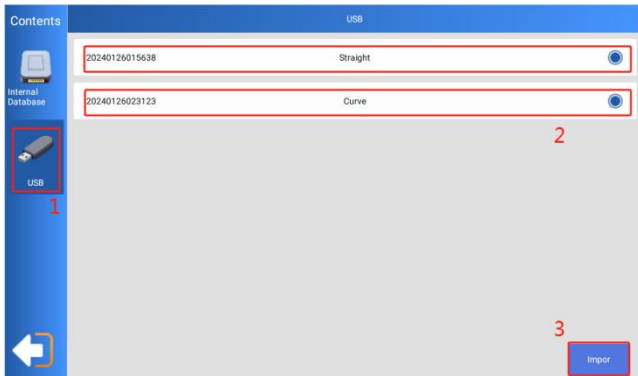 Contents
USB
Internal
Database
USB
1
20240126015638 Straight
20240126023123 Curve
2
3
Impor